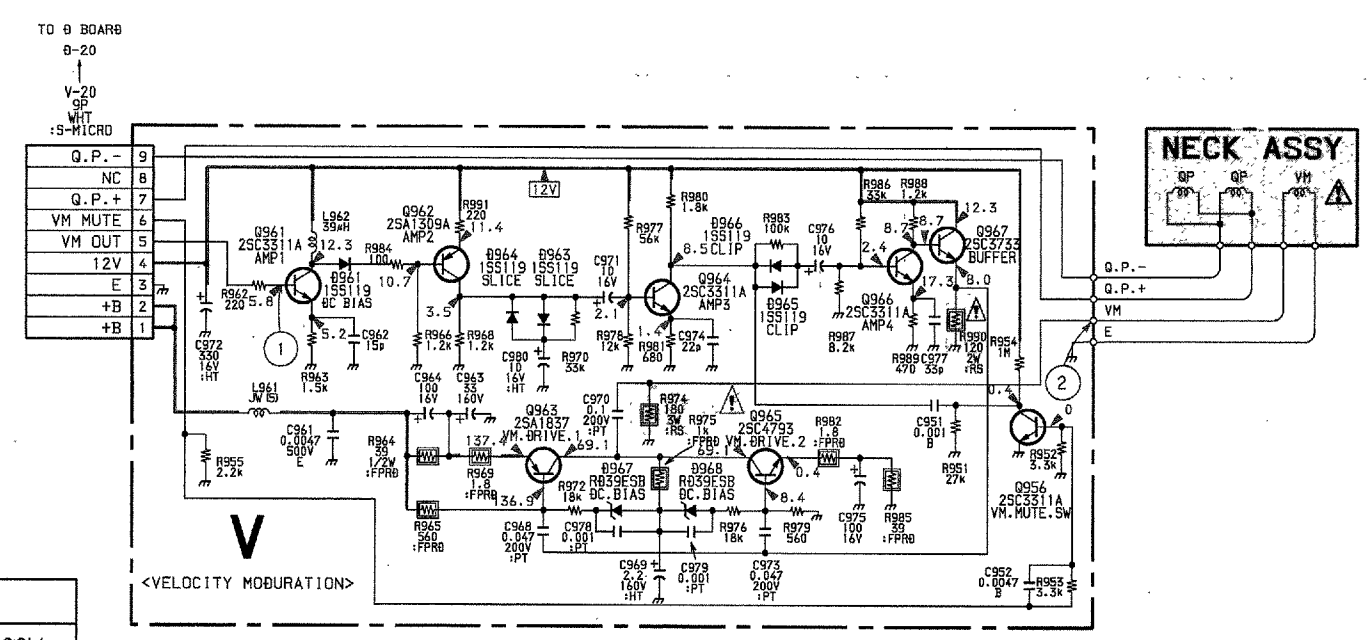 TO D BOARD
D-20
V-20
9P
WHT
:S-MICRO
Q.P.- 9
NC 8
Q.P.+ 7
VM MUTE 6
VM OUT 5
12V 4
E 3
+B 2
+B 1
NECK ASSY
QP
QP
VM
Q.P.-
Q.P.+
VM
E
12V
L962
39µH
Q961
2SC3311A
AMP1
12.3
R962
220
5.8
D961
1SS119
DC BIAS
5.2
1
C962
15p
R963
1.5k
C972
330
16V
:HT
R984
100
10.7
Q962
2SA1309A
AMP2
R991
220
11.4
3.5
R966
1.2k
R968
1.2k
D964
1SS119
SLICE
D963
1SS119
SLICE
C980
10
16V
:HT
R970
33k
C971
10
16V
2.1
R977
56k
R978
12k
R980
1.8k
8.5
Q964
2SC3311A
AMP3
1.4
R981
680
C974
22p
D966
1SS119
CLIP
R983
100k
D965
1SS119
CLIP
C976
10
16V
R986
33k
R988
1.2k
2.4
8.7
8.7
12.3
Q967
2SC3733
BUFFER
8.0
17.3
Q966
2SC3311A
AMP4
R987
8.2k
R989
470
C977
33p
R990
120
2W
:RS
R954
1M
2
L961
JW(5)
C961
0.0047
500V
E
R955
2.2k
C964
100
16V
C963
33
160V
R964
39
1/2W
:FPRD
R969
1.8
:FPRD
R965
560
:FPRD
137.4
Q963
2SA1837
VM.DRIVE.1
69.1
136.9
C970
0.1
200V
:PT
R974
180
3W
:RS
R975
1k
:FPRD
Q965
2SC4793
VM.DRIVE.2
69.1
0.4
8.4
R982
1.8
:FPRD
C951
0.001
B
R951
27k
0.4
0
R952
3.3k
Q956
2SC3311A
VM.MUTE.SW
R972
18k
D967
RD39ESB
DC.BIAS
D968
RD39ESB
DC.BIAS
C968
0.047
200V
:PT
C978
0.001
:PT
C969
2.2
160V
:HT
C979
0.001
:PT
R976
18k
C973
0.047
200V
:PT
R979
560
C975
100
16V
R985
39
:FPRD
C952
0.0047
B
R953
3.3k
V
<VELOCITY MODURATION>